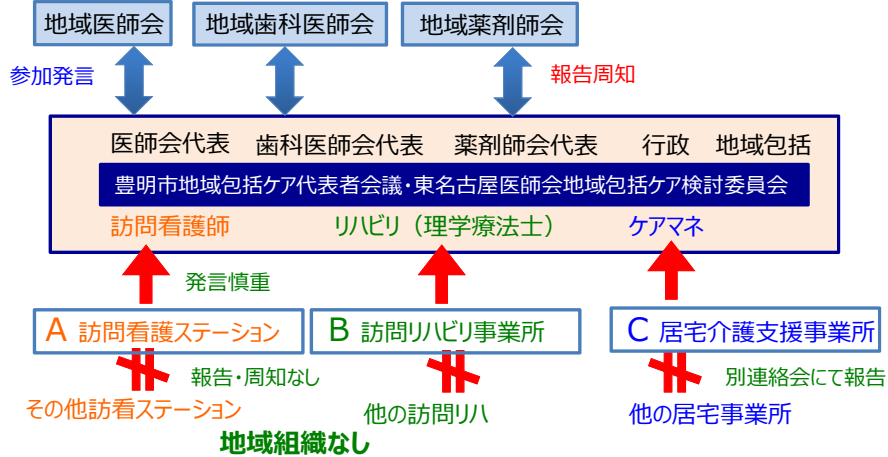 地域医師会 地域歯科医師会 地域薬剤師会
参加発言 報告周知
医師会代表 歯科医師会代表 薬剤師会代表 行政 地域包括
豊明市地域包括ケア代表者会議・東名古屋医師会地域包括ケア検討委員会
訪問看護師 リハビリ（理学療法士） ケアマネ
発言慎重
A 訪問看護ステーション B 訪問リハビリ事業所 C 居宅介護支援事業所
報告・周知なし 別連絡会にて報告
その他訪看ステーション 他の訪問リハ 他の居宅事業所
地域組織なし